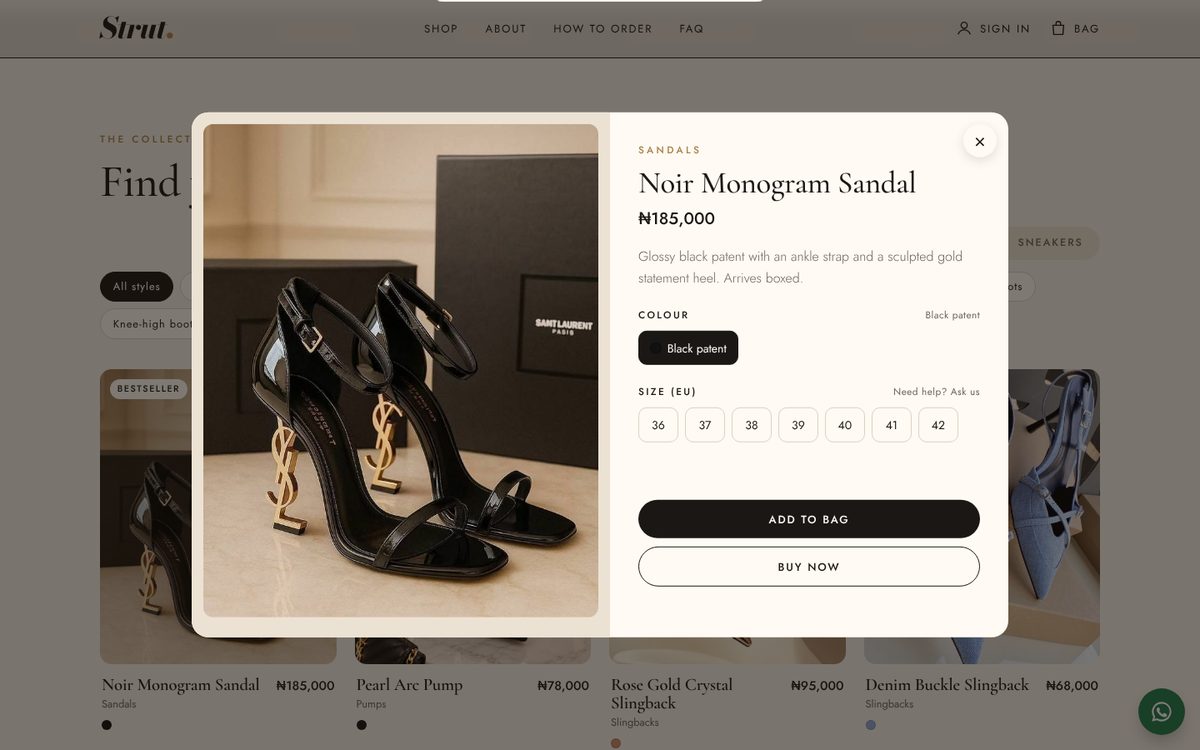 Strut.
SHOP
ABOUT
HOW TO ORDER
FAQ
SIGN IN
BAG
THE COLLECT
Find
SNEAKERS
All styles
ots
Knee-high boot
BESTSELLER
SAINT LAURENT
PARIS
YSL
YSL
SANDALS
Noir Monogram Sandal
₦185,000
Glossy black patent with an ankle strap and a sculpted gold
statement heel. Arrives boxed.
COLOUR
Black patent
Black patent
SIZE (EU)
Need help? Ask us
36
37
38
39
40
41
42
ADD TO BAG
BUY NOW
Noir Monogram Sandal
₦185,000
Sandals
Pearl Arc Pump
₦78,000
Pumps
Rose Gold Crystal
Slingback
₦95,000
Slingbacks
Denim Buckle Slingback
₦68,000
Slingbacks